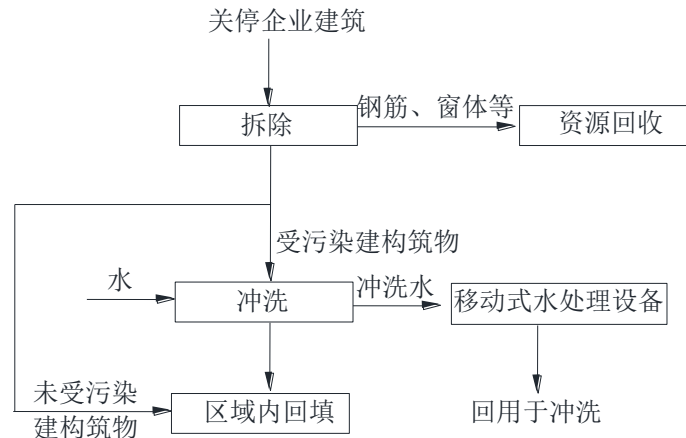 关停企业建筑
钢筋、窗体等
拆除
资源回收
受污染建构筑物
水
冲洗
冲洗水
移动式水处理设备
未受污染
建构筑物
区域内回填
回用于冲洗